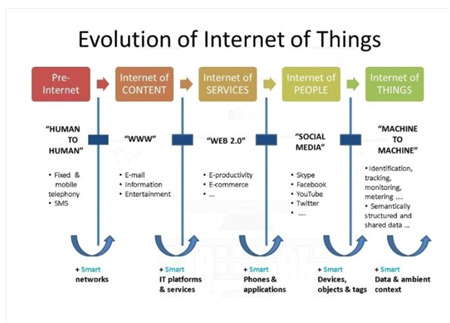 Evolution of Internet of Things
Pre-
Internet
Internet of
CONTENT
Internet of
SERVICES
Internet of
PEOPLE
Internet of
THINGS
"HUMAN
TO
HUMAN"
"WWW"
"WEB 2.0"
"SOCIAL
MEDIA"
"MACHINE
TO
MACHINE"
• Fixed &
mobile
telephony
• SMS
• E-mail
• Information
• Entertainment
• E-productivity
• E-commerce
• ...
• Skype
• Facebook
• YouTube
• Twitter
• ....
• Identification,
tracking,
monitoring,
metering ....
• Semantically
structured and
shared data ...
+ Smart
networks
+ Smart
IT platforms
& services
+ Smart
Phones &
applications
+ Smart
Devices,
objects & tags
+ Smart
Data & ambient
context